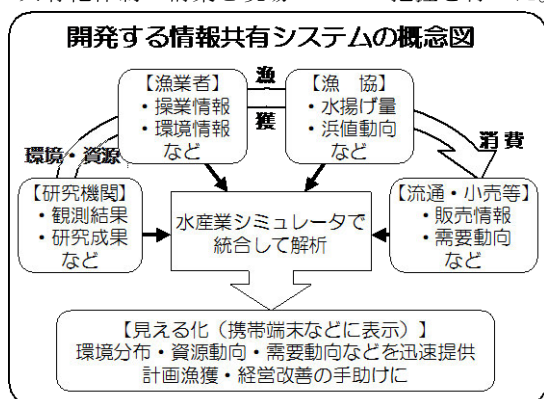 開発する情報共有システムの概念図
【漁業者】
・操業情報
・環境情報
など
漁
獲
【漁　協】
・水揚げ量
・浜値動向
など
消費
環境・資源
【研究機関】
・観測結果
・研究成果
など
水産業シミュレータで
統合して解析
【流通・小売等】
・販売情報
・需要動向
など
【見える化（携帯端末などに表示）】
環境分布・資源動向・需要動向などを迅速提供
計画漁獲・経営改善の手助けに